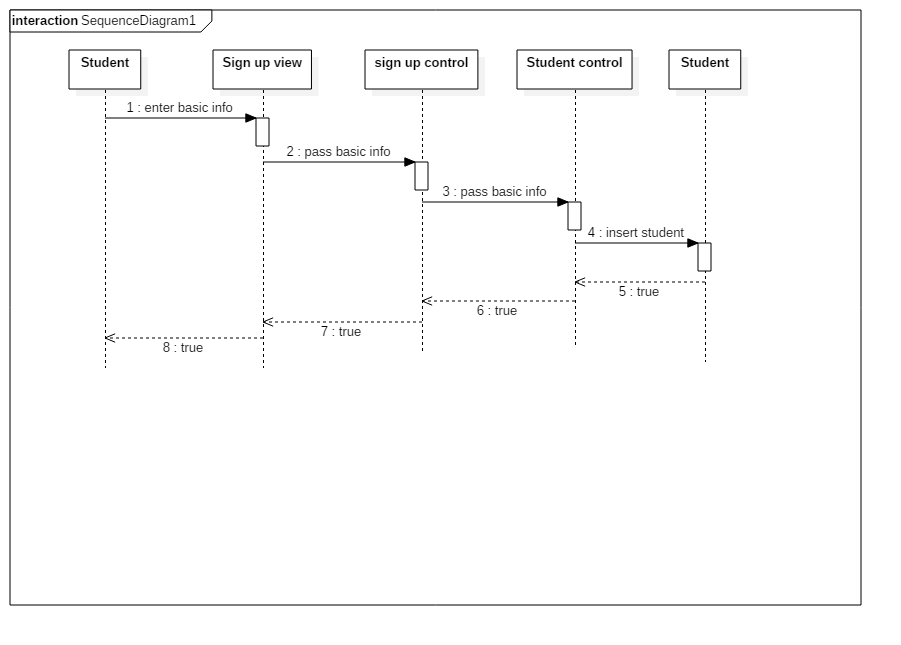 interaction SequenceDiagram1
Student
Sign up view
sign up control
Student control
Student
1 : enter basic info
2 : pass basic info
3 : pass basic info
4 : insert student
5 : true
6 : true
7 : true
8 : true